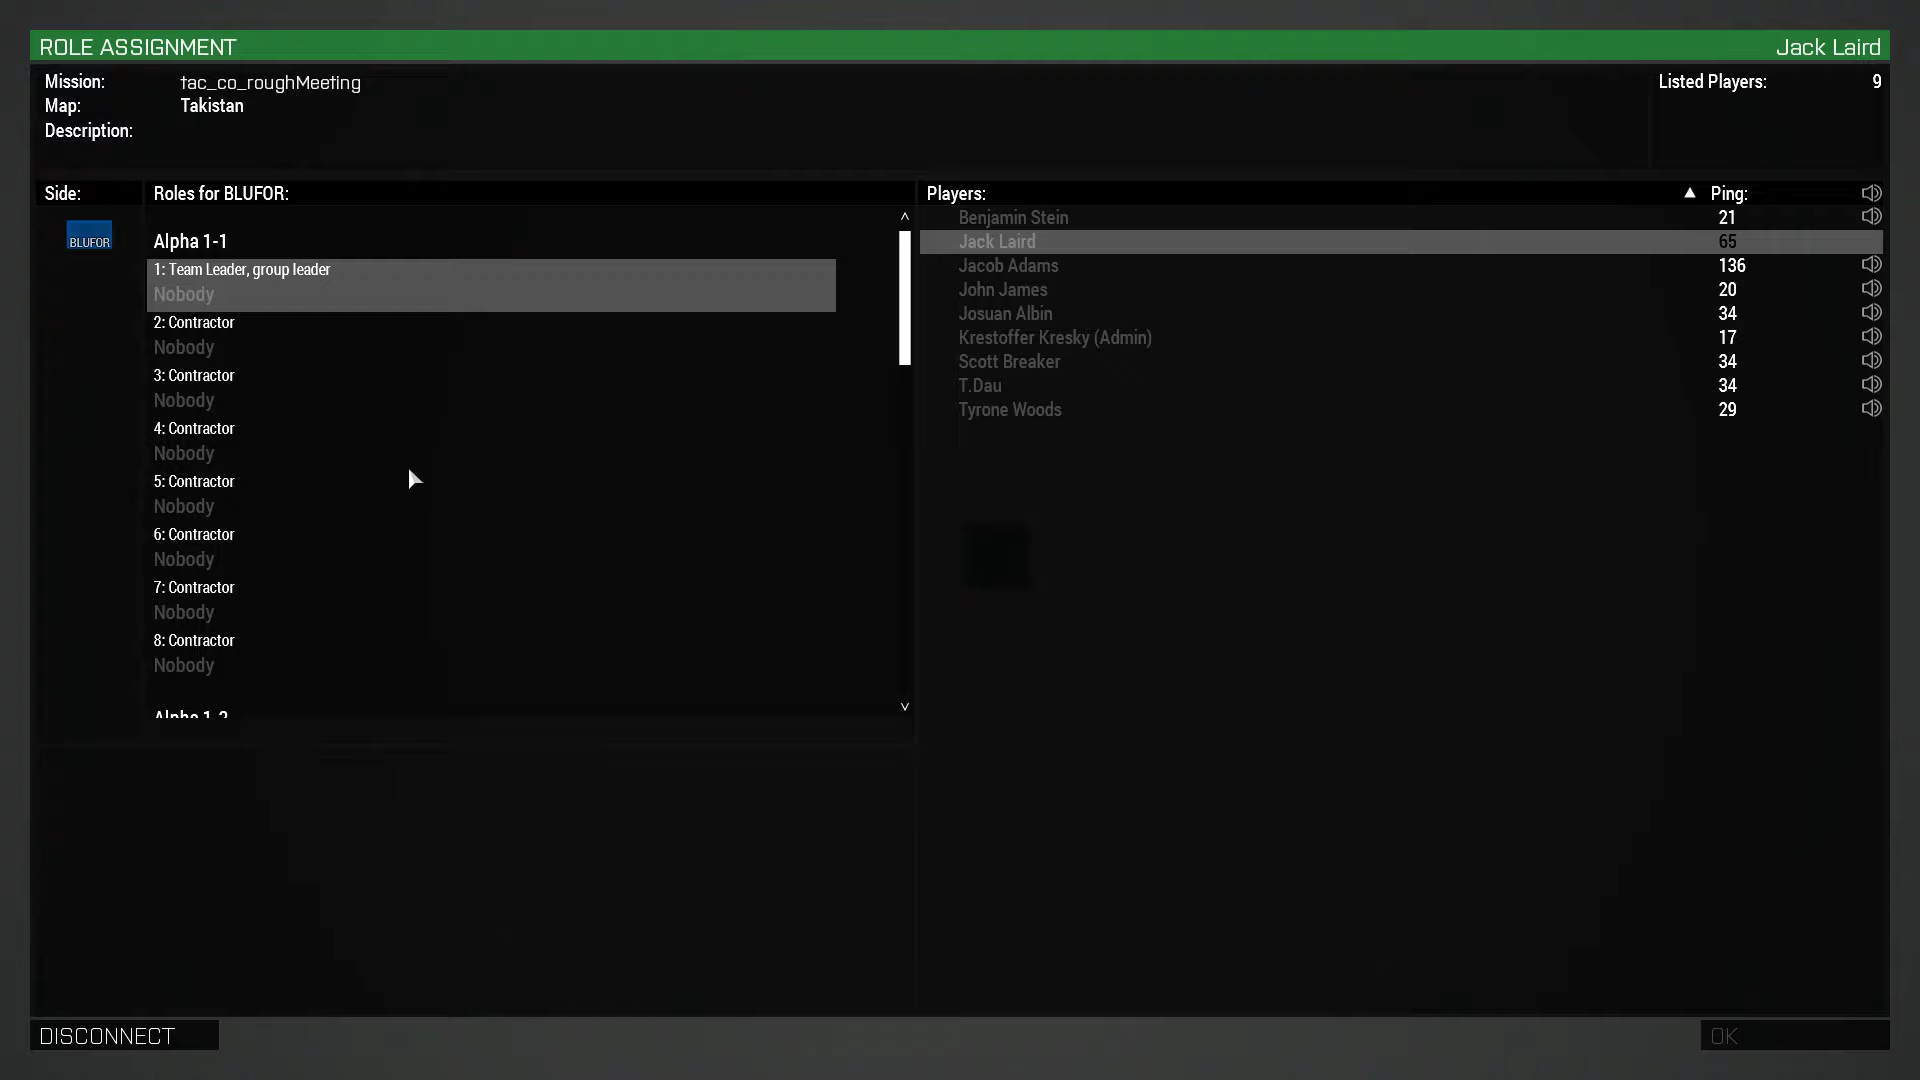 ROLE ASSIGNMENT
Jack Laird
Mission: tac_co_roughMeeting
Listed Players: 9
Map: Takistan
Description:
Side:
Roles for BLUFOR:
Players:
Ping:
BLUFOR
Alpha 1-1
1: Team Leader, group leader
Nobody
2: Contractor
Nobody
3: Contractor
Nobody
4: Contractor
Nobody
5: Contractor
Nobody
6: Contractor
Nobody
7: Contractor
Nobody
8: Contractor
Nobody
Alpha 1-2
Benjamin Stein 21
Jack Laird 65
Jacob Adams 136
John James 20
Josuan Albin 34
Krestoffer Kresky (Admin) 17
Scott Breaker 34
T.Dau 34
Tyrone Woods 29
DISCONNECT
OK